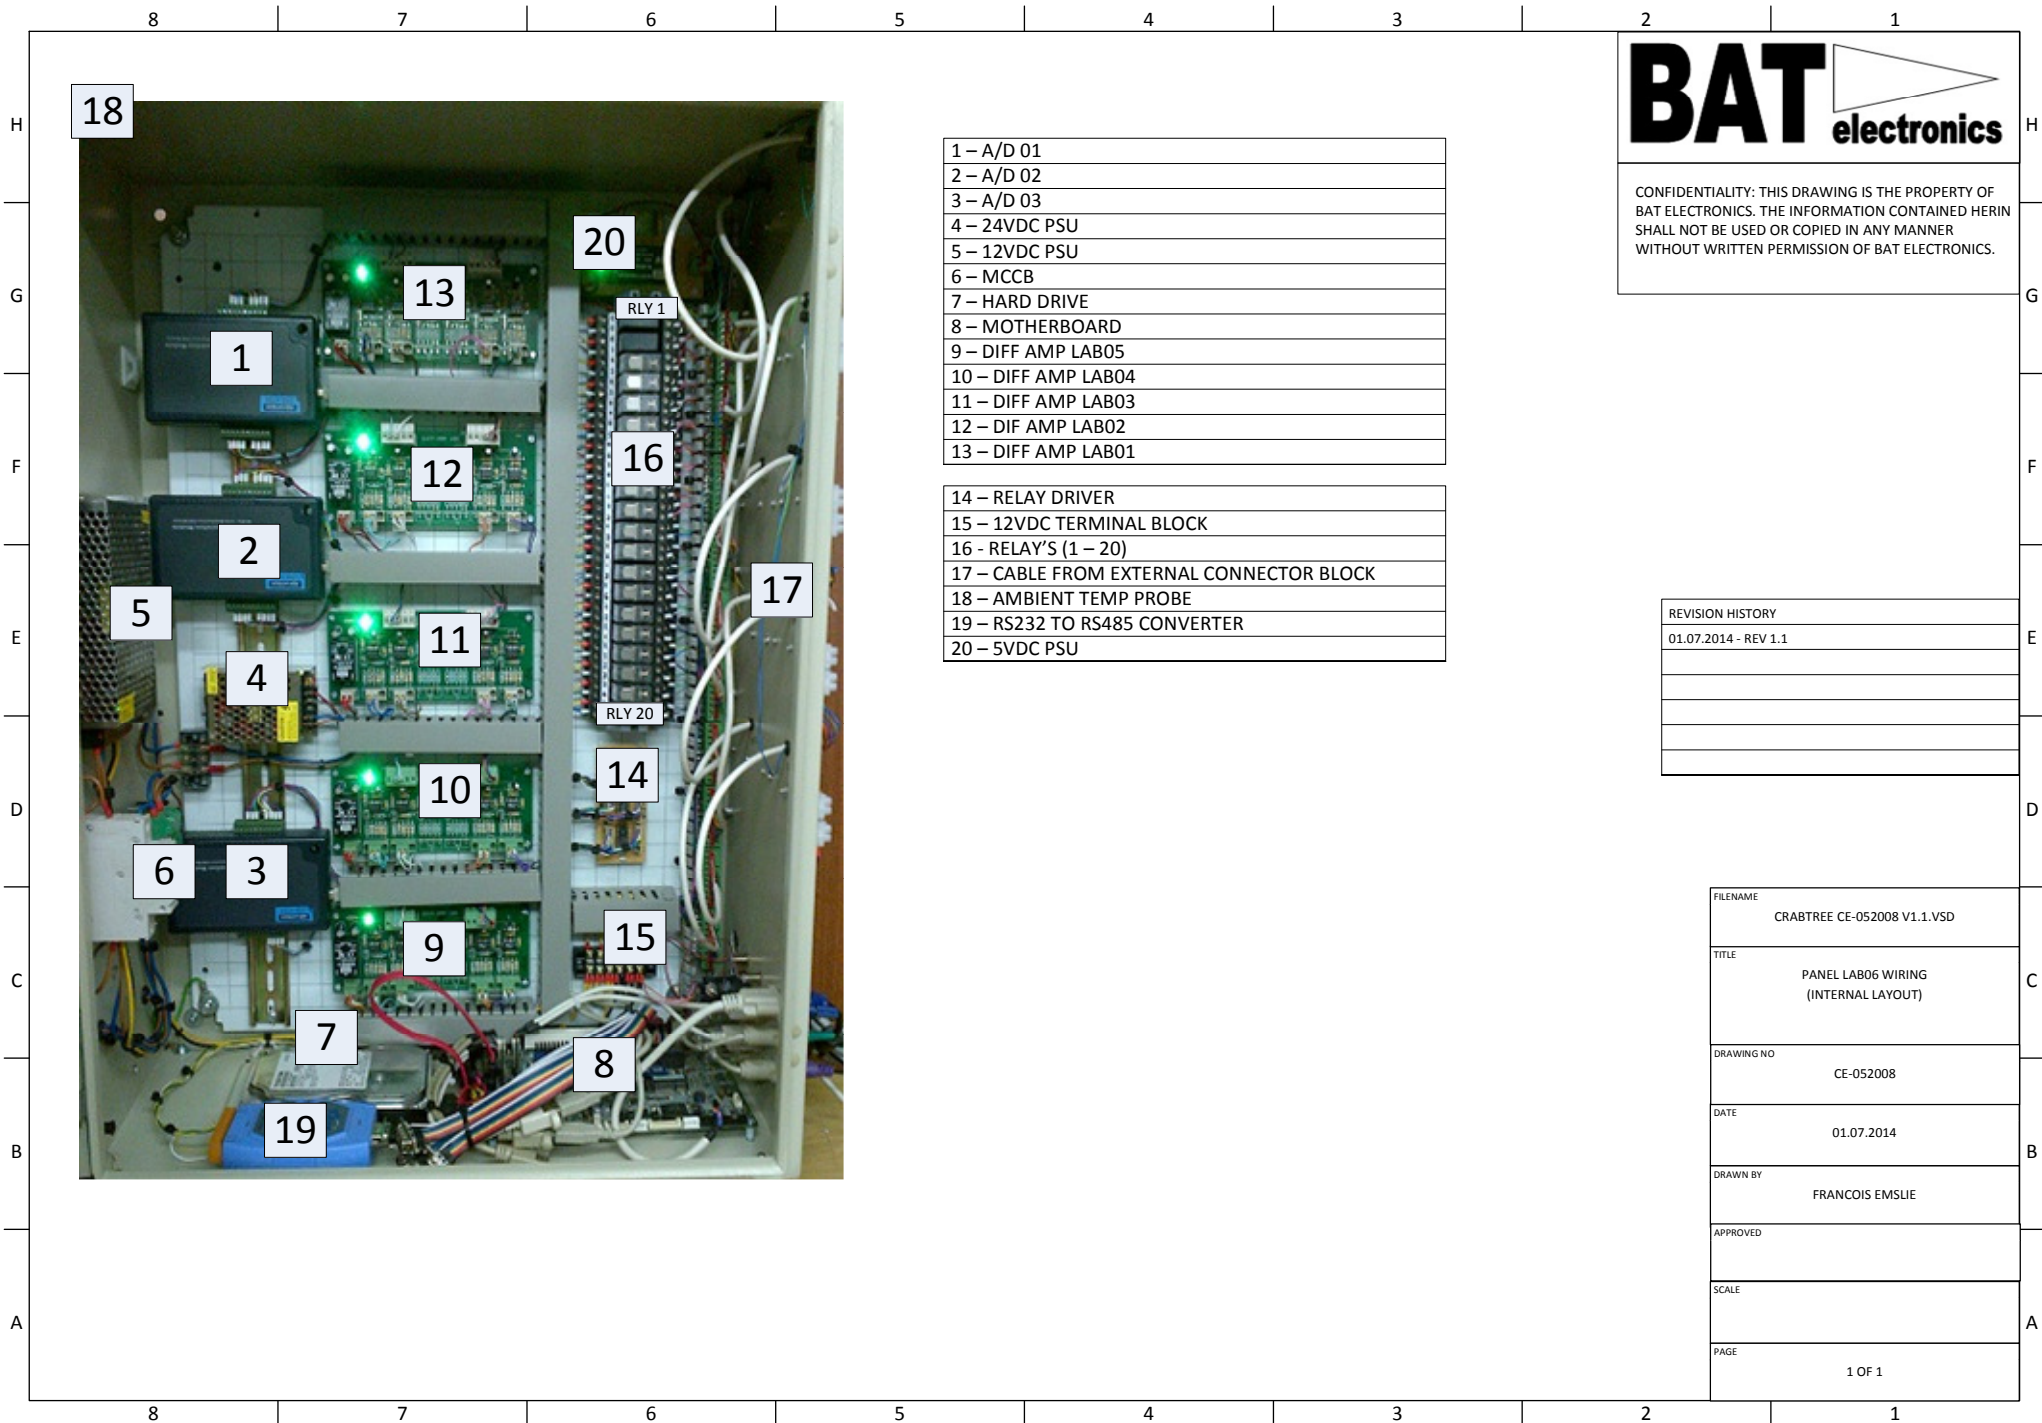 8 7 6 5 4 3 2 1
H
G
F
E
D
C
B
A
18
20
13
RLY 1
1
12
16
2
17
5
11
4
RLY 20
14
10
6
3
15
9
7
8
19
1 – A/D 01
2 – A/D 02
3 – A/D 03
4 – 24VDC PSU
5 – 12VDC PSU
6 – MCCB
7 – HARD DRIVE
8 – MOTHERBOARD
9 – DIFF AMP LAB05
10 – DIFF AMP LAB04
11 – DIFF AMP LAB03
12 – DIF AMP LAB02
13 – DIFF AMP LAB01
14 – RELAY DRIVER
15 – 12VDC TERMINAL BLOCK
16 - RELAY’S (1 – 20)
17 – CABLE FROM EXTERNAL CONNECTOR BLOCK
18 – AMBIENT TEMP PROBE
19 – RS232 TO RS485 CONVERTER
20 – 5VDC PSU
BAT
electronics
CONFIDENTIALITY: THIS DRAWING IS THE PROPERTY OF
BAT ELECTRONICS. THE INFORMATION CONTAINED HERIN
SHALL NOT BE USED OR COPIED IN ANY MANNER
WITHOUT WRITTEN PERMISSION OF BAT ELECTRONICS.
REVISION HISTORY
01.07.2014 - REV 1.1
FILENAME
CRABTREE CE-052008 V1.1.VSD
TITLE
PANEL LAB06 WIRING
(INTERNAL LAYOUT)
DRAWING NO
CE-052008
DATE
01.07.2014
DRAWN BY
FRANCOIS EMSLIE
APPROVED
SCALE
PAGE
1 OF 1
H
G
F
E
D
C
B
A
8 7 6 5 4 3 2 1